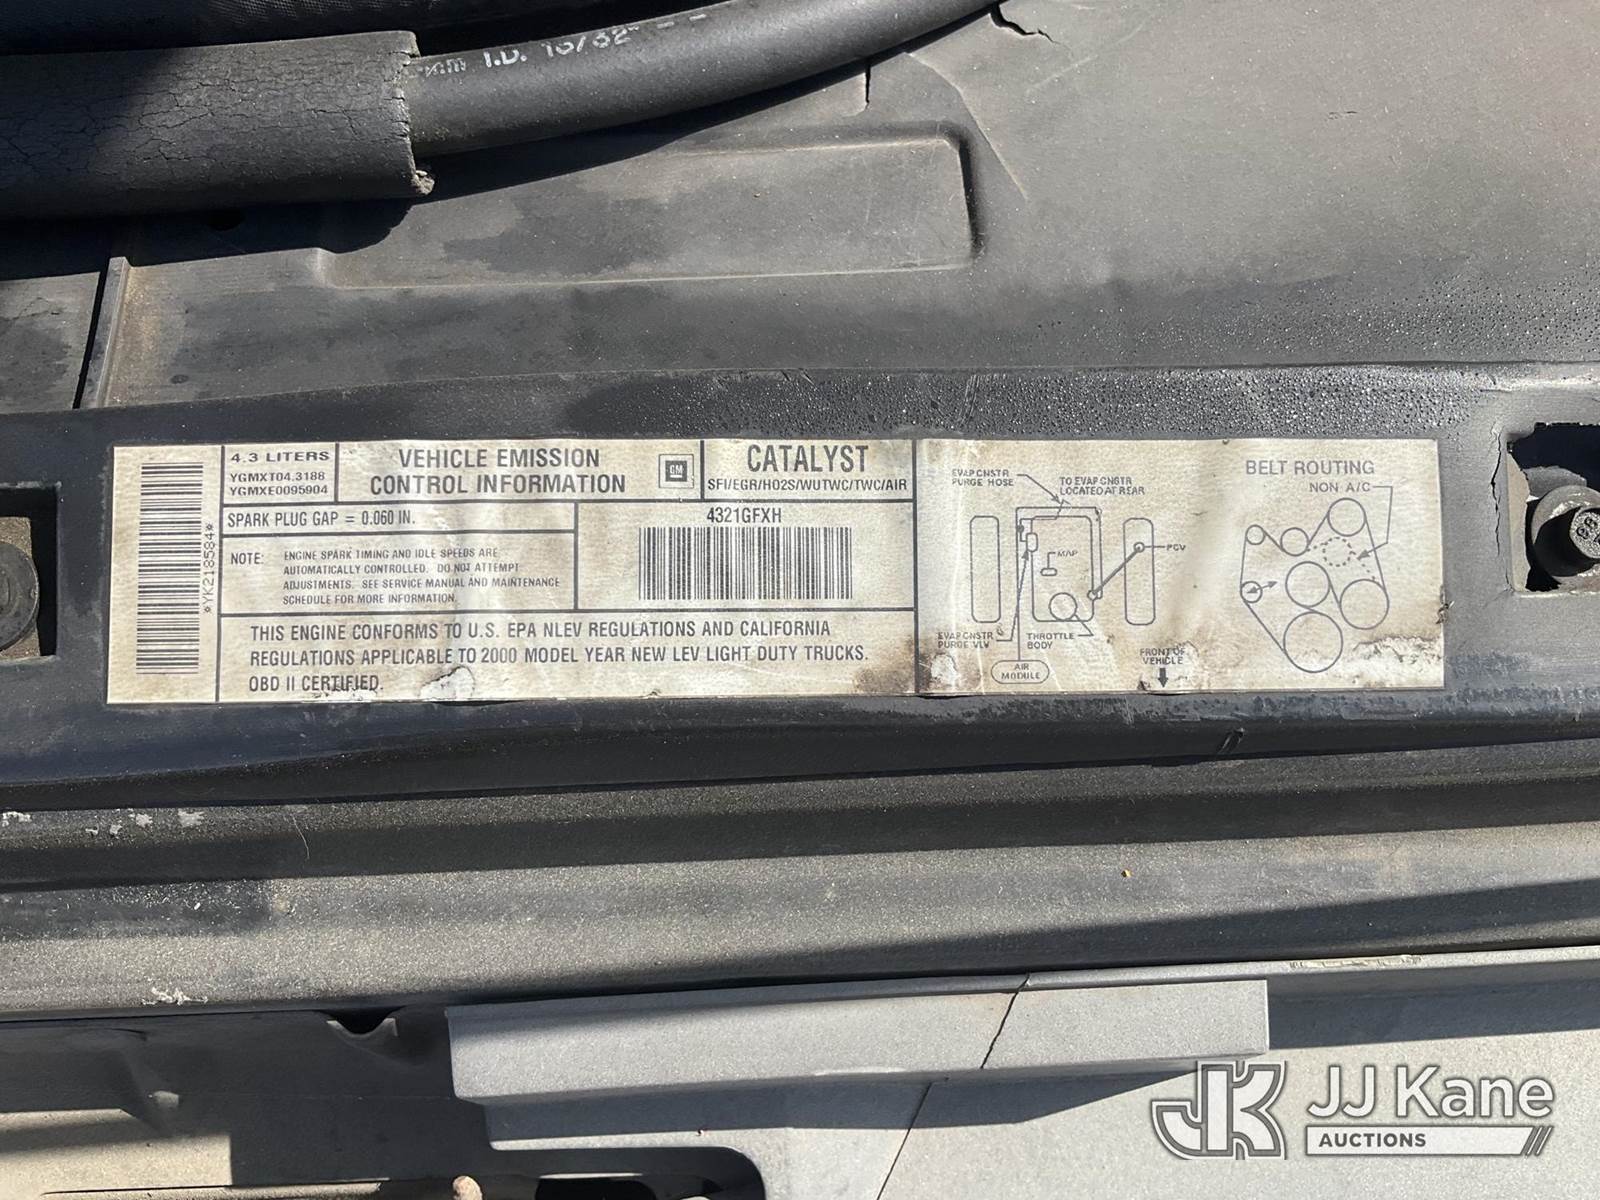 mm I.D. 16/32"
*YK218584*
4.3 LITERS
YGMXT04.3188
YGMXE0095904
VEHICLE EMISSION
CONTROL INFORMATION
GM
CATALYST
SFI/EGR/HO2S/WUTWC/TWC/AIR
SPARK PLUG GAP = 0.060 IN.
NOTE: ENGINE SPARK TIMING AND IDLE SPEEDS ARE
AUTOMATICALLY CONTROLLED. DO NOT ATTEMPT
ADJUSTMENTS. SEE SERVICE MANUAL AND MAINTENANCE
SCHEDULE FOR MORE INFORMATION.
4321GFXH
THIS ENGINE CONFORMS TO U.S. EPA NLEV REGULATIONS AND CALIFORNIA
REGULATIONS APPLICABLE TO 2000 MODEL YEAR NEW LEV LIGHT DUTY TRUCKS.
OBD II CERTIFIED.
EVAP CNSTR
PURGE HOSE
TO EVAP CNSTR
LOCATED AT REAR
MAP
PCV
EVAP CNSTR
PURGE VLV
THROTTLE
BODY
AIR
MODULE
FRONT OF
VEHICLE
BELT ROUTING
NON A/C
JK
JJ Kane
AUCTIONS